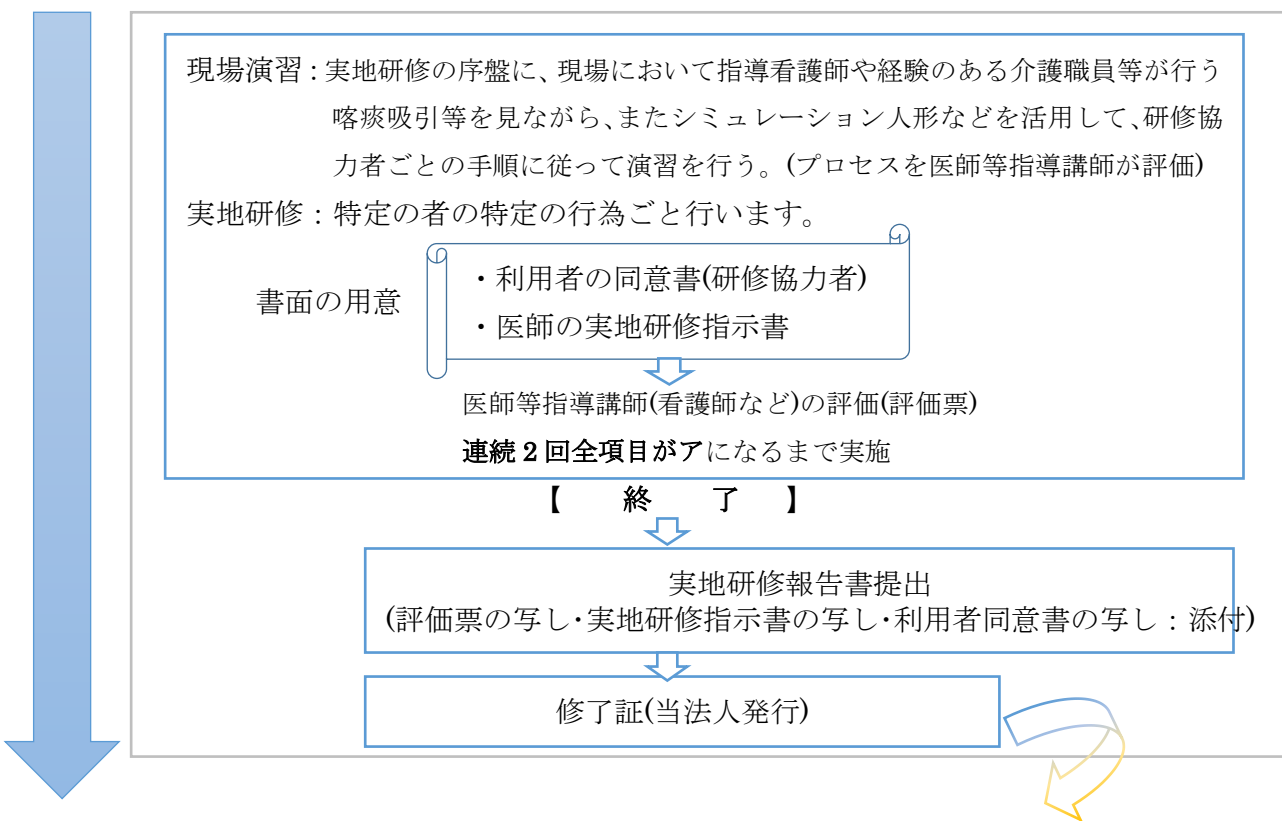 現場演習：実地研修の序盤に、現場において指導看護師や経験のある介護職員等が行う
喀痰吸引等を見ながら、またシミュレーション人形などを活用して、研修協
力者ごとの手順に従って演習を行う。(プロセスを医師等指導講師が評価)
実地研修：特定の者の特定の行為ごと行います。
書面の用意
・利用者の同意書(研修協力者)
・医師の実地研修指示書
医師等指導講師(看護師など)の評価(評価票)
連続2回全項目がアになるまで実施
【　終　了　】
実地研修報告書提出
(評価票の写し・実地研修指示書の写し・利用者同意書の写し：添付)
修了証(当法人発行)